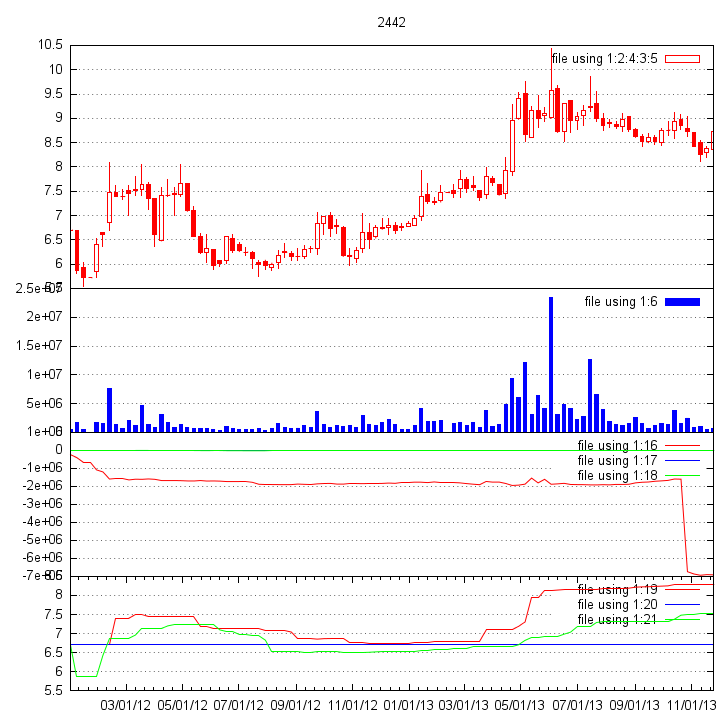 2442
10.5
file using 1:2:4:3:5
10
9.5
9
8.5
8
7.5
7
6.5
6
2.5e+07
file using 1:6
2e+07
1.5e+07
1e+07
5e+06
0
file using 1:16
file using 1:17
file using 1:18
-1e+06
-2e+06
-3e+06
-4e+06
-5e+06
-6e+06
-7e+06
file using 1:19
8
file using 1:20
file using 1:21
7.5
7
6.5
6
5.5
03/01/12 05/01/12 07/01/12 09/01/12 11/01/12 01/01/13 03/01/13 05/01/13 07/01/13 09/01/13 11/01/13